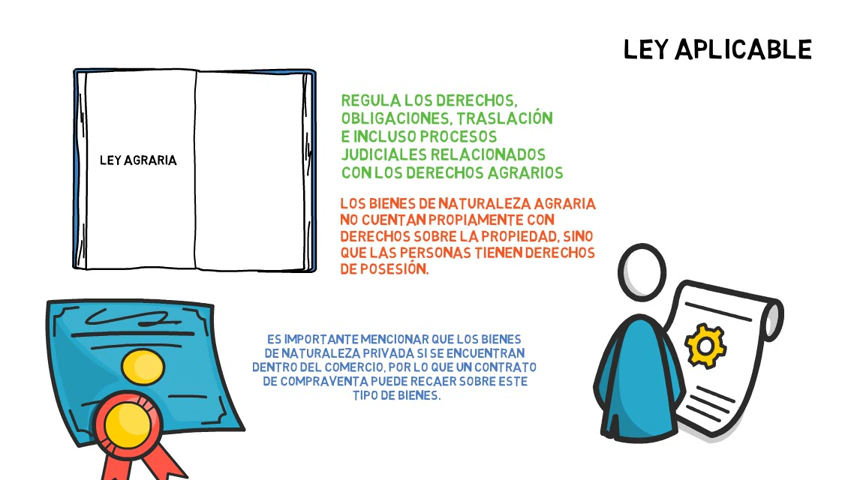 LEY APLICABLE
LEY AGRARIA
REGULA LOS DERECHOS,
OBLIGACIONES, TRASLACIÓN
E INCLUSO PROCESOS
JUDICIALES RELACIONADOS
CON LOS DERECHOS AGRARIOS
LOS BIENES DE NATURALEZA AGRARIA
NO CUENTAN PROPIAMENTE CON
DERECHOS SOBRE LA PROPIEDAD, SINO
QUE LAS PERSONAS TIENEN DERECHOS
DE POSESIÓN.
ES IMPORTANTE MENCIONAR QUE LOS BIENES
DE NATURALEZA PRIVADA SI SE ENCUENTRAN
DENTRO DEL COMERCIO, POR LO QUE UN CONTRATO
DE COMPRAVENTA PUEDE RECAER SOBRE ESTE
TIPO DE BIENES.